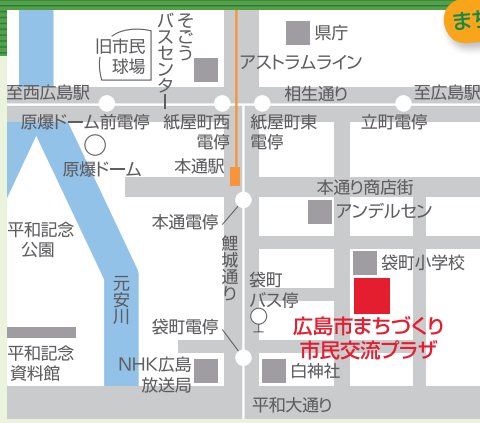 まち
県庁
そごう
バスセンター
旧市民
球場
アストラムライン
至西広島駅
相生通り
至広島駅
原爆ドーム前電停
紙屋町西
電停
紙屋町東
電停
立町電停
原爆ドーム
本通駅
本通り商店街
アンデルセン
本通電停
平和記念
公園
鯉城通り
袋町小学校
元安川
袋町
バス停
広島市まちづくり
市民交流プラザ
袋町電停
平和記念
資料館
NHK広島
放送局
白神社
平和大通り